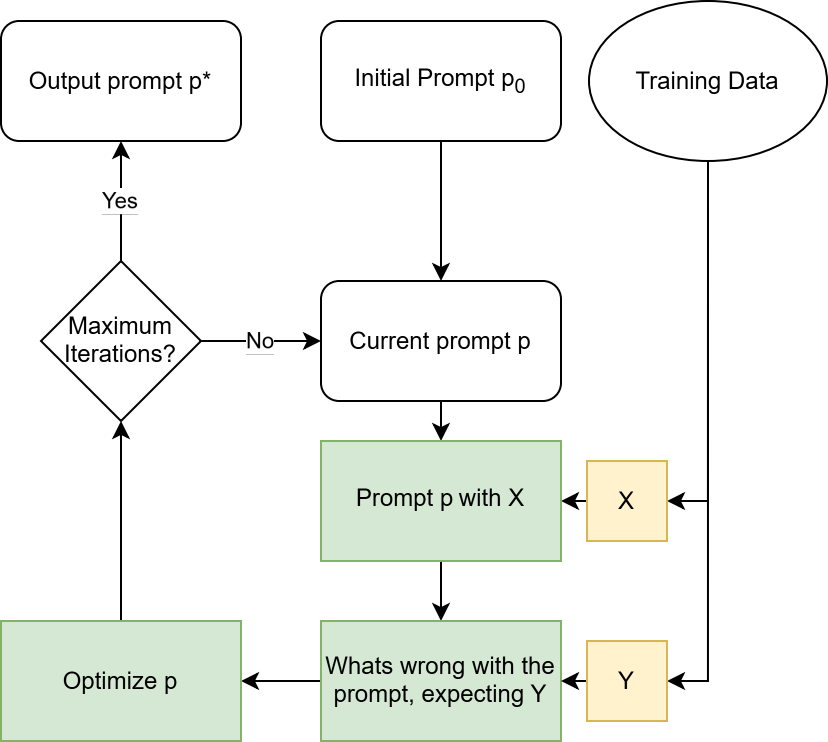 Output prompt p*
Initial Prompt p₀
Training Data
Yes
Maximum
Iterations?
No
Current prompt p
Prompt p with X
X
Optimize p
Whats wrong with the
prompt, expecting Y
Y